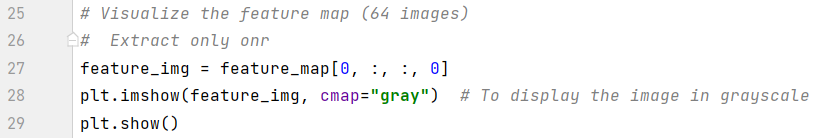 25 # Visualize the feature map (64 images)
26 #  Extract only onr
27 feature_img = feature_map[0, :, :, 0]
28 plt.imshow(feature_img, cmap="gray")  # To display the image in grayscale
29 plt.show()